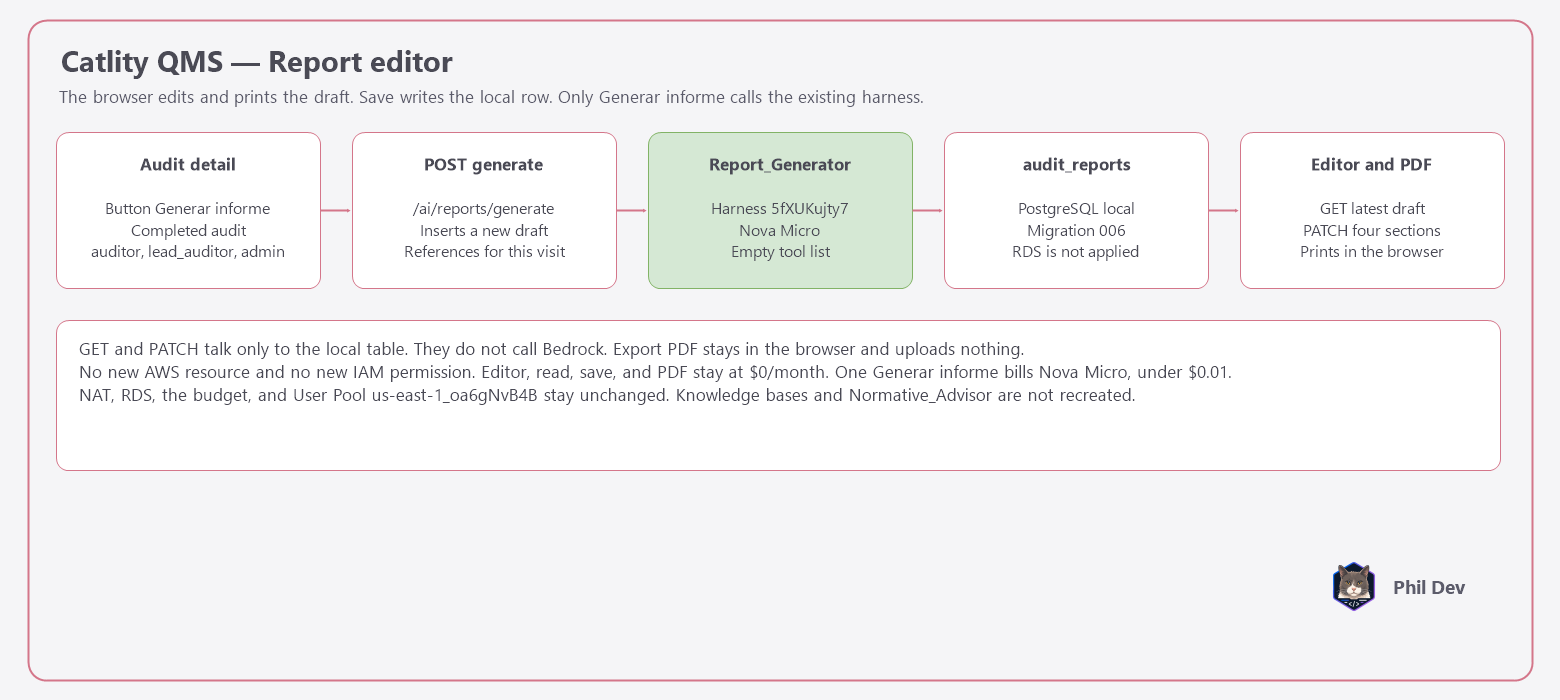 Catlity QMS — Report editor
The browser edits and prints the draft. Save writes the local row. Only Generar informe calls the existing harness.
Audit detail
Button Generar informe
Completed audit
auditor, lead_auditor, admin
POST generate
/ai/reports/generate
Inserts a new draft
References for this visit
Report_Generator
Harness 5fXUKujty7
Nova Micro
Empty tool list
audit_reports
PostgreSQL local
Migration 006
RDS is not applied
Editor and PDF
GET latest draft
PATCH four sections
Prints in the browser
GET and PATCH talk only to the local table. They do not call Bedrock. Export PDF stays in the browser and uploads nothing.
No new AWS resource and no new IAM permission. Editor, read, save, and PDF stay at $0/month. One Generar informe bills Nova Micro, under $0.01.
NAT, RDS, the budget, and User Pool us-east-1_oa6gNvB4B stay unchanged. Knowledge bases and Normative_Advisor are not recreated.
</>
Phil Dev